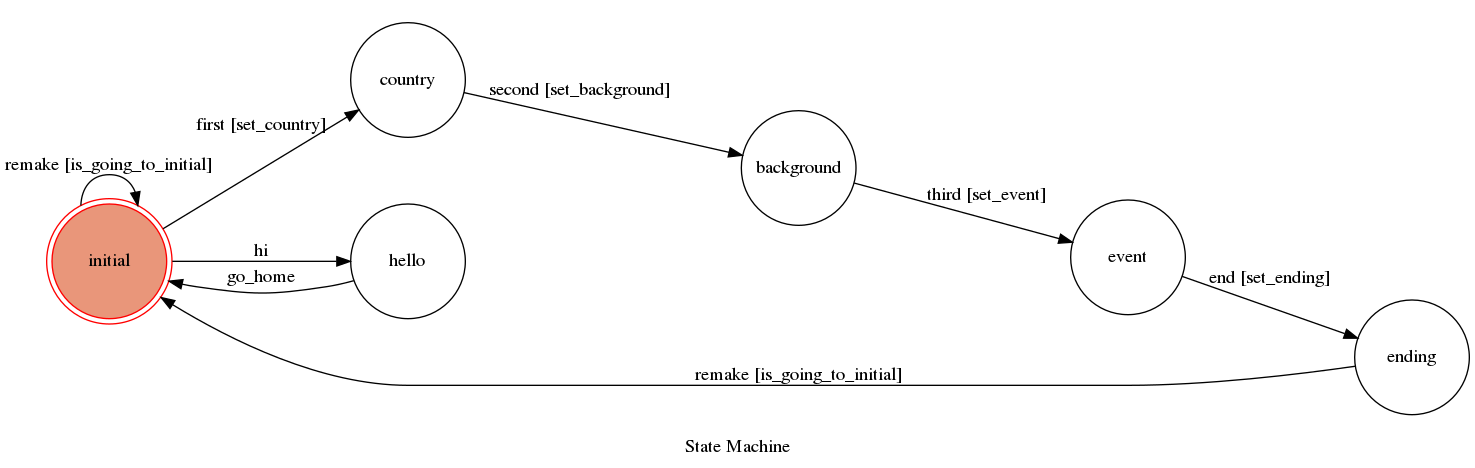 country
second [set_background]
first [set_country]
remake [is_going_to_initial]
background
third [set_event]
initial
hi
hello
go_home
event
end [set_ending]
ending
remake [is_going_to_initial]
State Machine